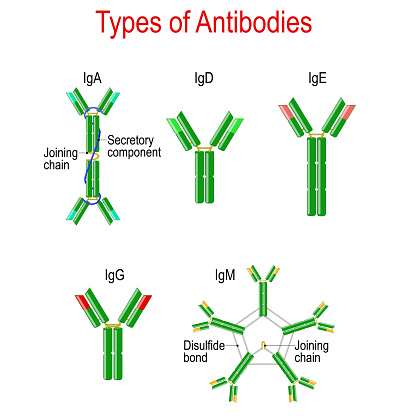 Types of Antibodies
IgA
IgD
IgE
Joining
chain
Secretory
component
IgG
IgM
Disulfide
bond
Joining
chain